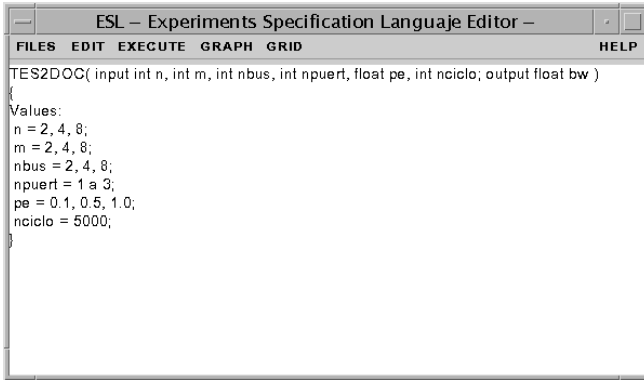 ESL – Experiments Specification Languaje Editor –
FILES EDIT EXECUTE GRAPH GRID HELP
TES2DOC( input int n, int m, int nbus, int npuert, float pe, int nciclo; output float bw )
{
Values:
n = 2, 4, 8;
m = 2, 4, 8;
nbus = 2, 4, 8;
npuert = 1 a 3;
pe = 0.1, 0.5, 1.0;
nciclo = 5000;
}